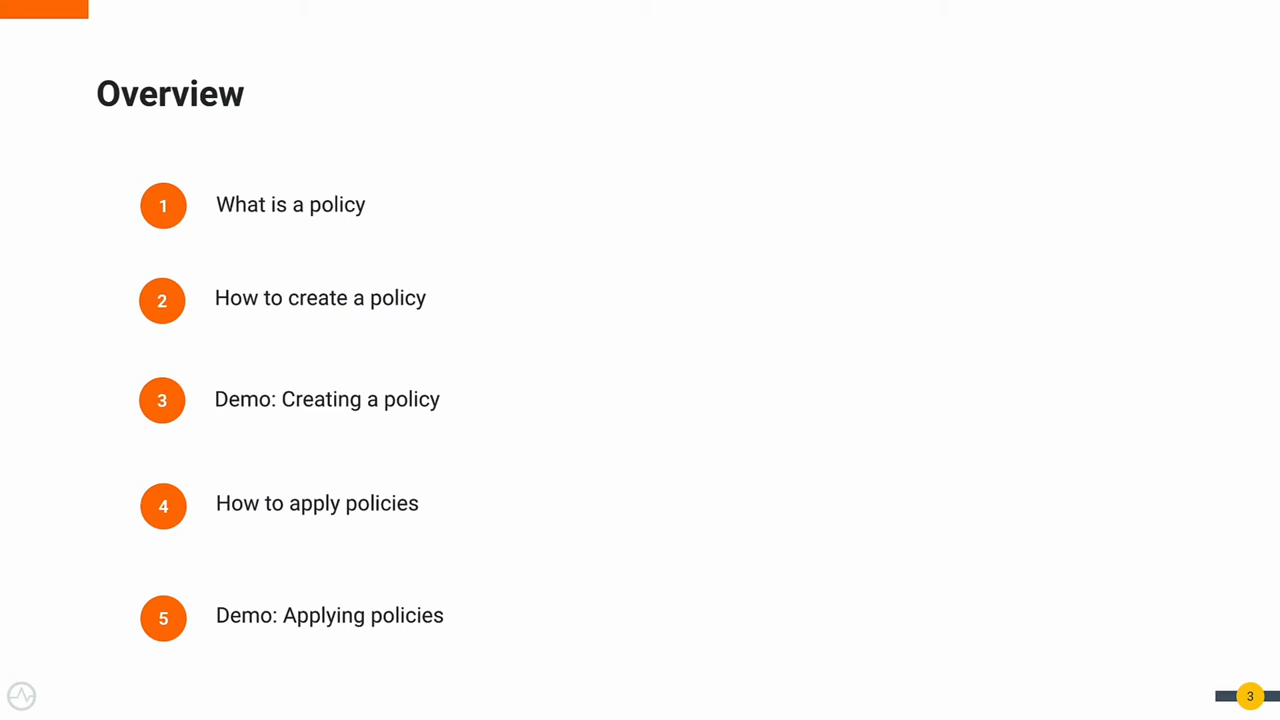 Overview
1 What is a policy
2 How to create a policy
3 Demo: Creating a policy
4 How to apply policies
5 Demo: Applying policies
3